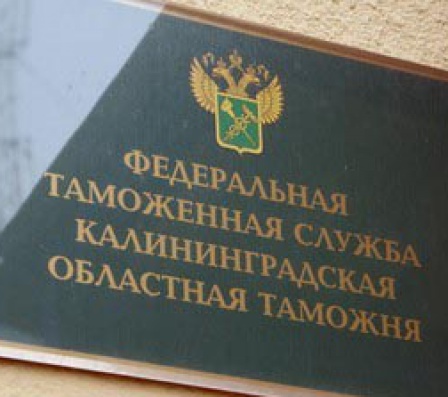 ФЕДЕРАЛЬНАЯ
ТАМОЖЕННАЯ СЛУЖБА
КАЛИНИНГРАДСКАЯ
ОБЛАСТНАЯ ТАМОЖНЯ